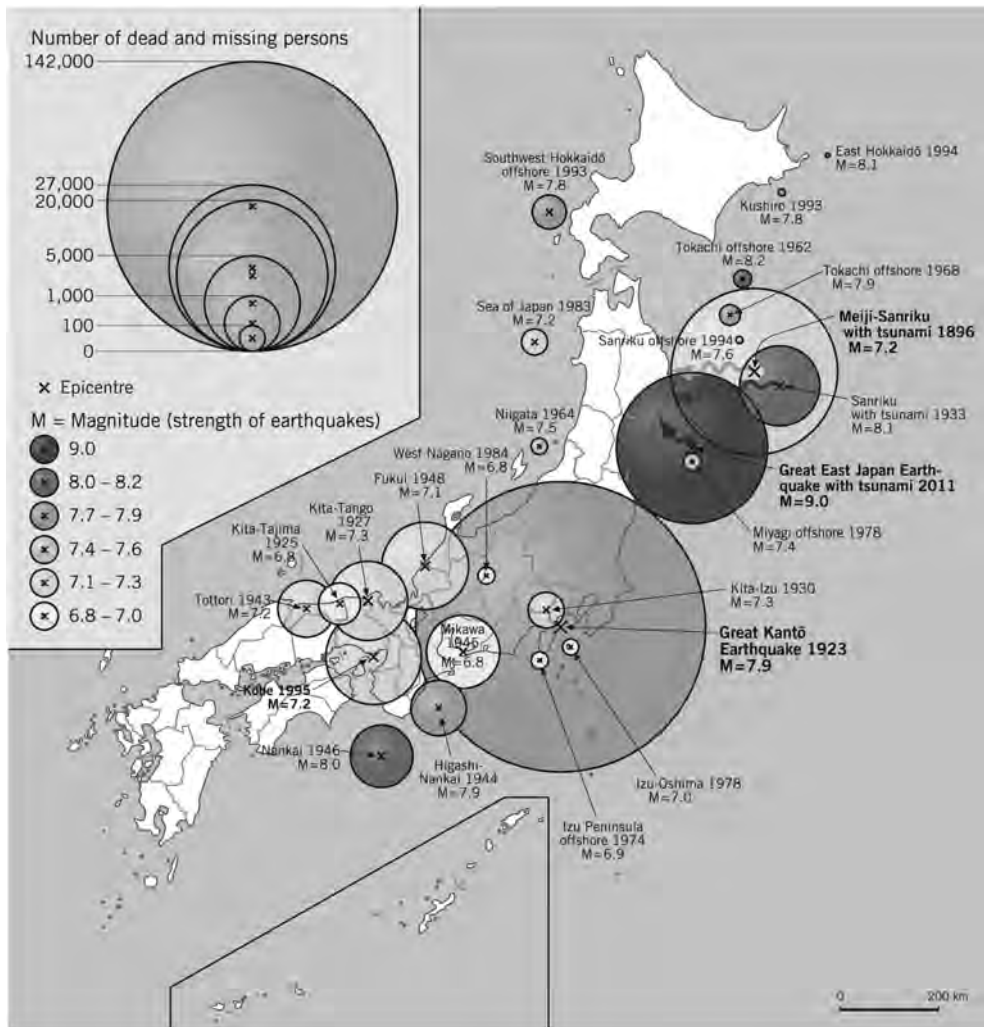 Number of dead and missing persons
142,000
27,000
20,000
5,000
1,000
100
0
Epicentre
M = Magnitude (strength of earthquakes)
9.0
8.0 – 8.2
7.7 – 7.9
7.4 – 7.6
7.1 – 7.3
6.8 – 7.0
Southwest Hokkaidō
offshore 1993
M=7.8
East Hokkaidō 1994
M=8.1
Kushiro 1993
M=7.8
Tokachi offshore 1962
M=8.2
Tokachi offshore 1968
M=7.9
Sea of Japan 1983
M=7.2
Meiji-Sanriku
with tsunami 1896
M=7.2
Sanriku offshore 1994
M=7.6
Sanriku
with tsunami 1933
M=8.1
Niigata 1964
M=7.5
West Nagano 1984
M=6.8
Fukui 1948
M=7.1
Great East Japan Earth-
quake with tsunami 2011
M=9.0
Kita-Tango
1927
M=7.3
Kita-Tajima
1925
M=6.8
Miyagi offshore 1978
M=7.4
Tottori 1943
M=7.2
Kita-Izu 1930
M=7.3
Mikawa
1945
M=6.8
Great Kantō
Earthquake 1923
M=7.9
Kobe 1995
M=7.2
Nankai 1946
M=8.0
Higashi-
Nankai 1944
M=7.9
Izu-Oshima 1978
M=7.0
Izu Peninsula
offshore 1974
M=6.9
0 200 km